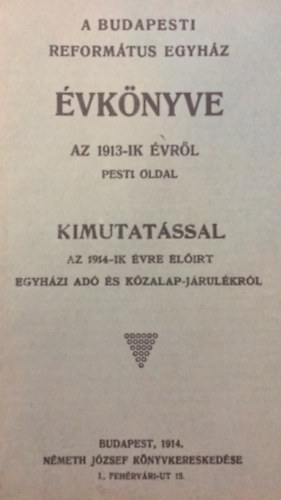 A BUDAPESTI
REFORMÁTUS EGYHÁZ
ÉVKÖNYVE
AZ 1913-IK ÉVRŐL
PESTI OLDAL
KIMUTATÁSSAL
AZ 1914-IK ÉVRE ELŐIRT
EGYHÁZI ADÓ ÉS KÖZALAP-JÁRULÉKRÓL
BUDAPEST, 1914.
NÉMETH JÓZSEF KÖNYVKERESKEDÉSE
I., FEHÉRVÁRI-UT 15.